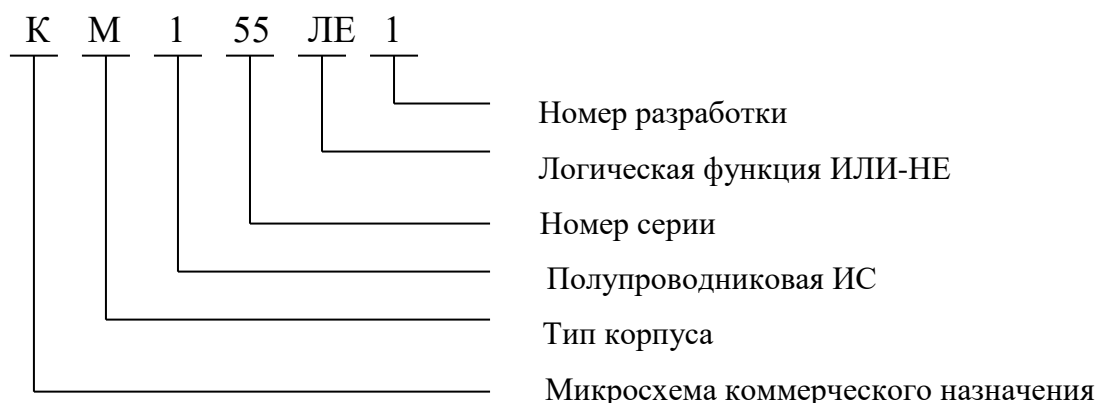 К М 1 55 ЛЕ 1
Номер разработки
Логическая функция ИЛИ-НЕ
Номер серии
Полупроводниковая ИС
Тип корпуса
Микросхема коммерческого назначения